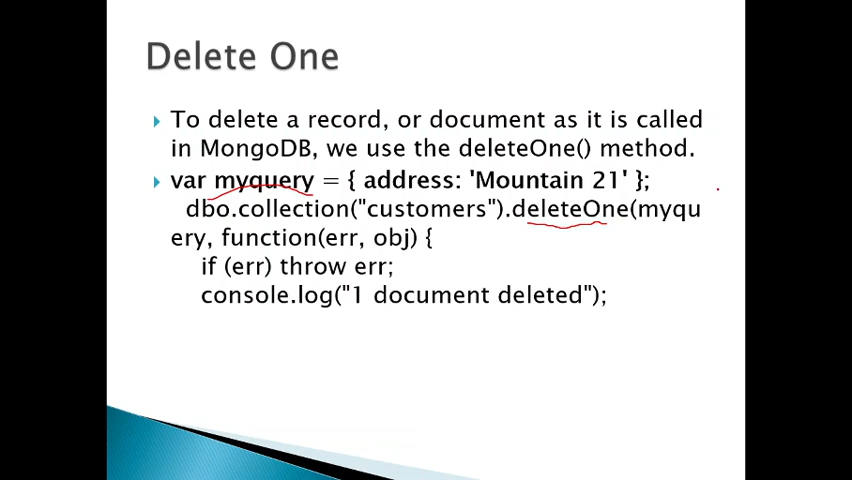 Delete One
To delete a record, or document as it is called
in MongoDB, we use the deleteOne() method.
var myquery = { address: 'Mountain 21' };
dbo.collection("customers").deleteOne(myqu
ery, function(err, obj) {
if (err) throw err;
console.log("1 document deleted");